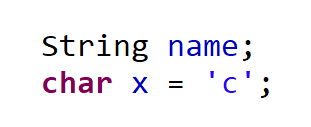 String name;
char x = 'c';